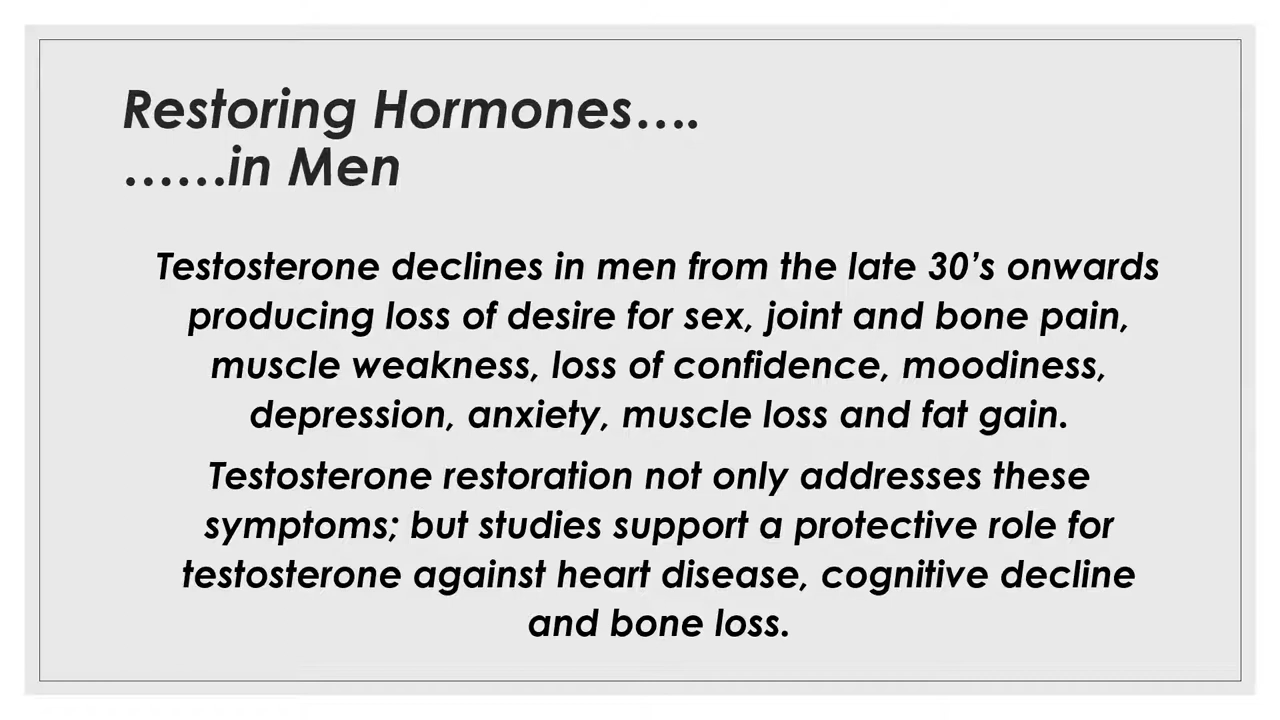 Restoring Hormones….
……in Men
Testosterone declines in men from the late 30’s onwards
producing loss of desire for sex, joint and bone pain,
muscle weakness, loss of confidence, moodiness,
depression, anxiety, muscle loss and fat gain.
Testosterone restoration not only addresses these
symptoms; but studies support a protective role for
testosterone against heart disease, cognitive decline
and bone loss.